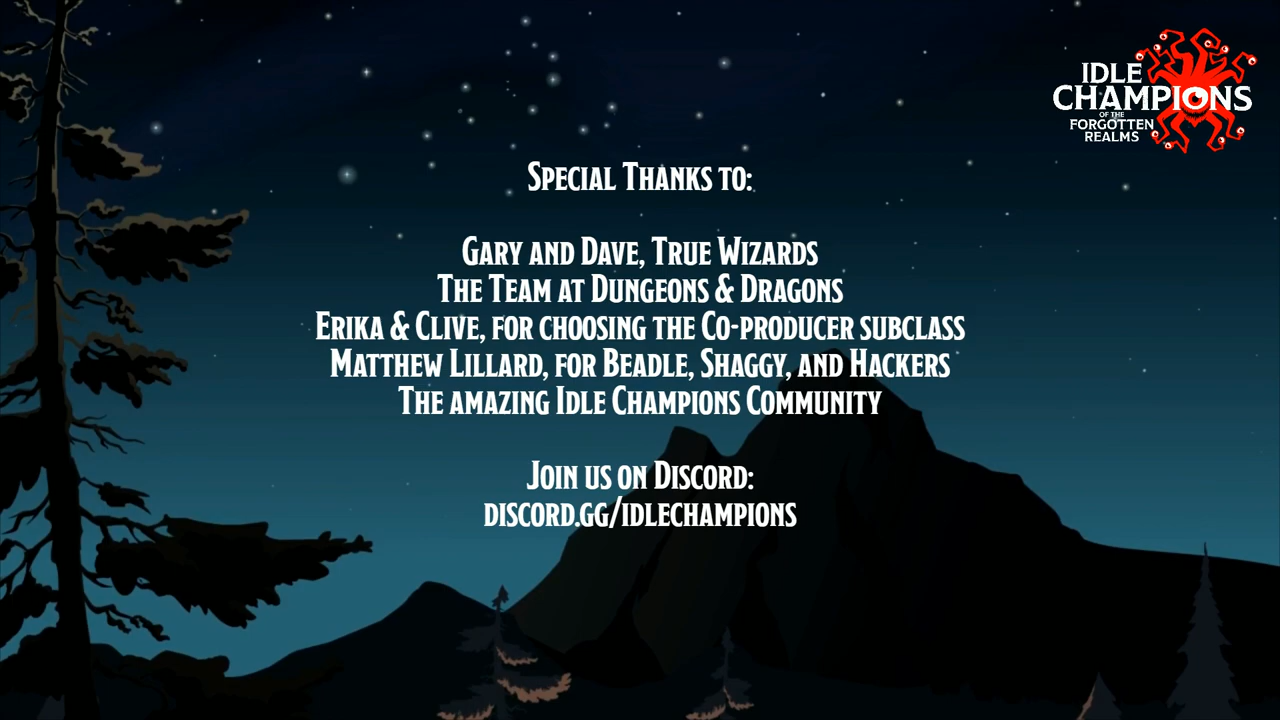 IDLE
CHAMPIONS
OF THE
FORGOTTEN
REALMS
Special Thanks to:
Gary and Dave, True Wizards
The Team at Dungeons & Dragons
Erika & Clive, for choosing the Co-producer subclass
Matthew Lillard, for Beadle, Shaggy, and Hackers
The amazing Idle Champions Community
Join us on Discord:
discord.gg/idlechampions